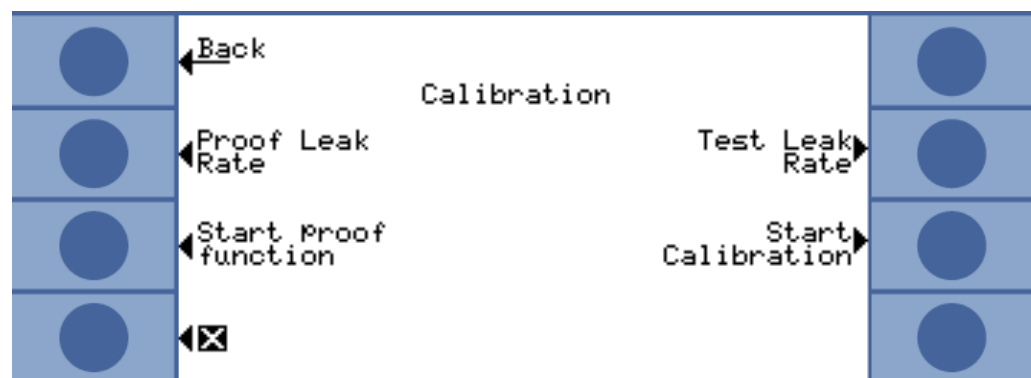 Back
Calibration
Proof Leak
Rate
Test Leak
Rate
Start Proof
function
Start
Calibration
X